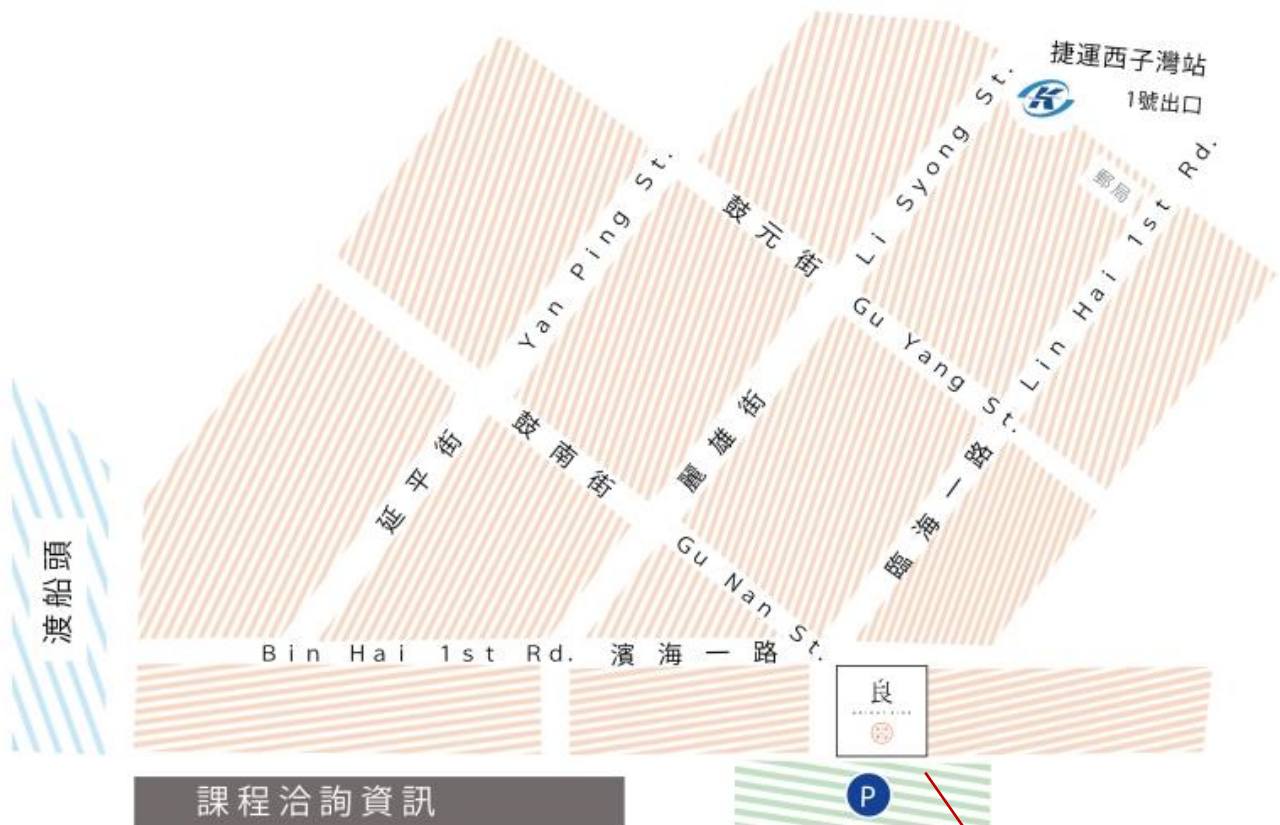 捷運西子灣站
1號出口
郵局
Li Syong St.
Lin Hai 1st Rd.
Yan Ping St.
鼓元街
Gu Yang St.
麗雄街
臨海一路
延平街
鼓南街
Gu Nan St.
渡船頭
Bin Hai 1st Rd. 濱海一路
良
P
課程洽詢資訊